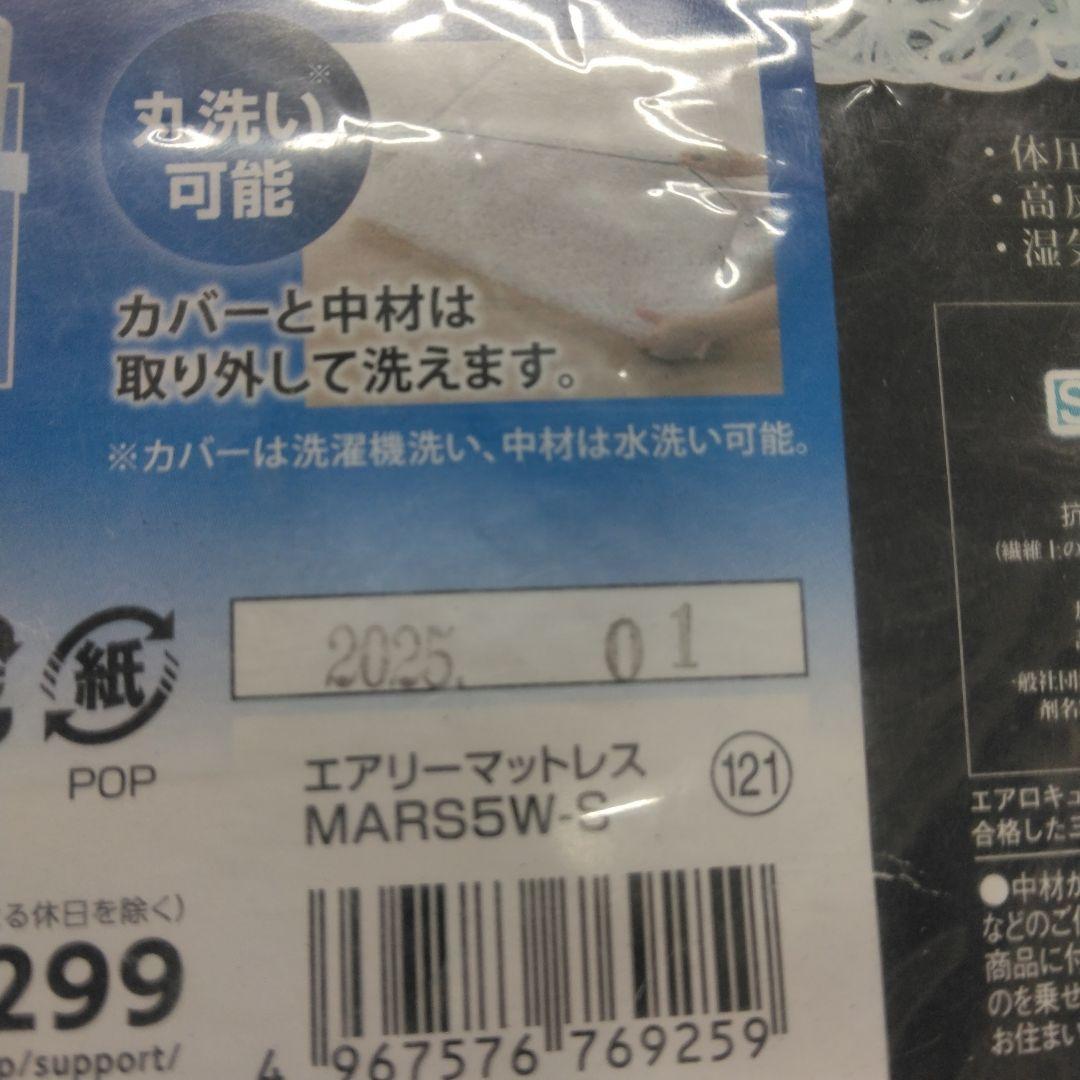 丸洗い※
可能
カバーと中材は
取り外して洗えます。
※カバーは洗濯機洗い、中材は水洗い可能。
紙
POP
2025. 01
エアリーマットレス 121
MARS5W-S
る休日を除く)
299
p/support/
4 967576 769259
・体圧
・高反
・湿気
S
抗
(繊維上の
一般社団
剤名
エアロキュ
合格した三
●中材か
などのご使
商品に付
のを乗せ
お住まい